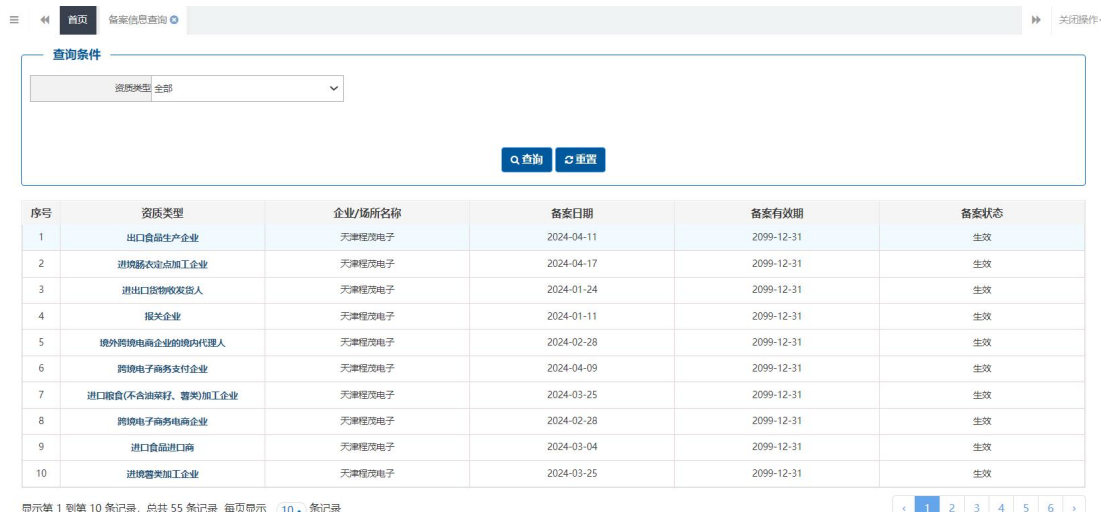 首页 备案信息查询 关闭操作
查询条件
资质类型 全部
查询 重置
序号 资质类型 企业/场所名称 备案日期 备案有效期 备案状态
1 出口食品生产企业 天津程茂电子 2024-04-11 2099-12-31 生效
2 进境肠衣定点加工企业 天津程茂电子 2024-04-17 2099-12-31 生效
3 进出口货物收发货人 天津程茂电子 2024-01-24 2099-12-31 生效
4 报关企业 天津程茂电子 2024-01-11 2099-12-31 生效
5 境外跨境电商企业的境内代理人 天津程茂电子 2024-02-28 2099-12-31 生效
6 跨境电子商务支付企业 天津程茂电子 2024-04-09 2099-12-31 生效
7 进口粮食(不含油菜籽、薯类)加工企业 天津程茂电子 2024-03-25 2099-12-31 生效
8 跨境电子商务电商企业 天津程茂电子 2024-02-28 2099-12-31 生效
9 进口食品进口商 天津程茂电子 2024-03-04 2099-12-31 生效
10 进境薯类加工企业 天津程茂电子 2024-03-25 2099-12-31 生效
显示第 1 到第 10 条记录，总共 55 条记录 每页显示 10 条记录 ‹ 1 2 3 4 5 6 ›